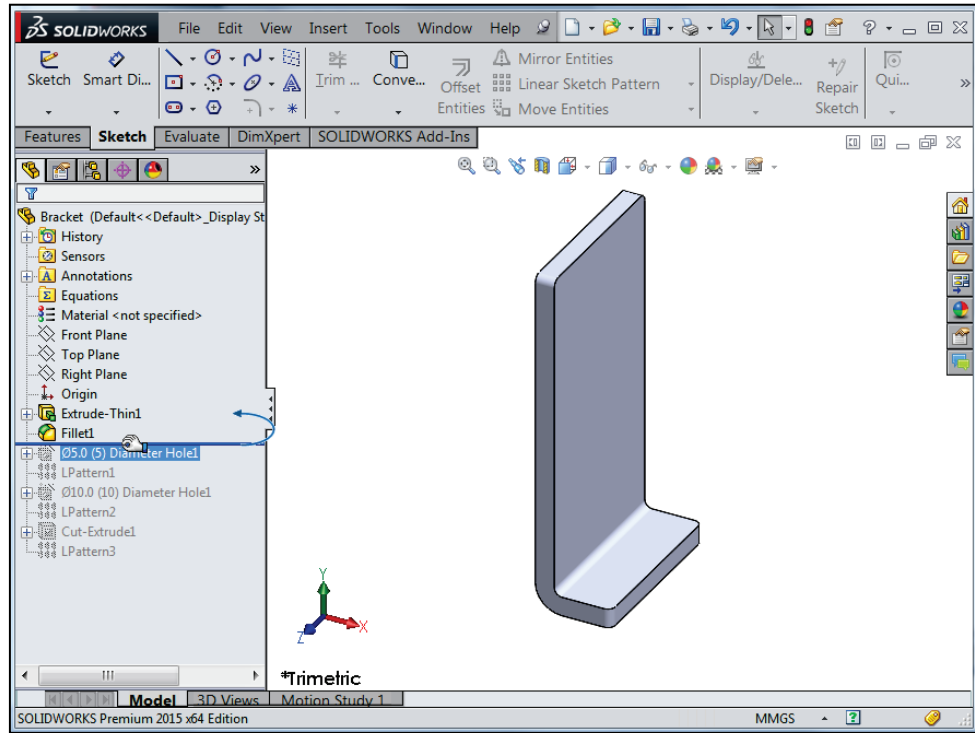 SOLIDWORKS File Edit View Insert Tools Window Help
Sketch Smart Di... Trim ... Conve... Offset Entities Mirror Entities Linear Sketch Pattern Move Entities Display/Dele... Repair Sketch Qui...
Features Sketch Evaluate DimXpert SOLIDWORKS Add-Ins
Bracket (Default<<Default>_Display St
History
Sensors
Annotations
Equations
Material <not specified>
Front Plane
Top Plane
Right Plane
Origin
Extrude-Thin1
Fillet1
Ø5.0 (5) Diameter Hole1
LPattern1
Ø10.0 (10) Diameter Hole1
LPattern2
Cut-Extrude1
LPattern3
Y
X
Z
*Trimetric
Model 3D Views Motion Study 1
SOLIDWORKS Premium 2015 x64 Edition MMGS